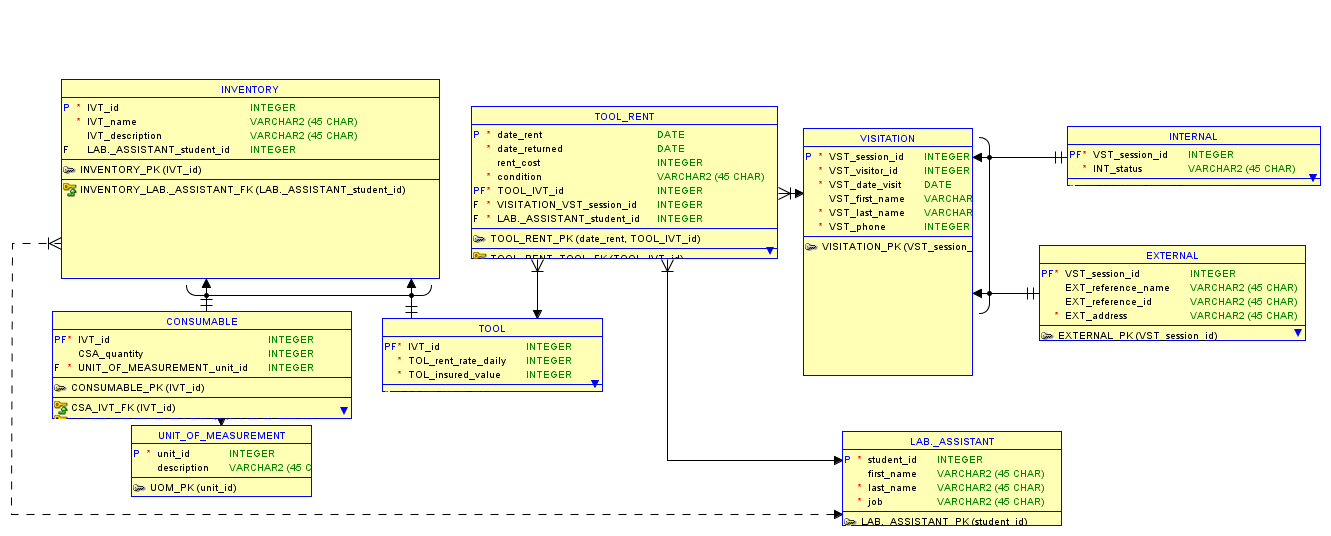 INVENTORY
P * IVT_id INTEGER
* IVT_name VARCHAR2 (45 CHAR)
IVT_description VARCHAR2 (45 CHAR)
F LAB._ASSISTANT_student_id INTEGER
INVENTORY_PK (IVT_id)
INVENTORY_LAB._ASSISTANT_FK (LAB._ASSISTANT_student_id)
TOOL_RENT
P * date_rent DATE
* date_returned DATE
rent_cost INTEGER
* condition VARCHAR2 (45 CHAR)
PF* TOOL_IVT_id INTEGER
F * VISITATION_VST_session_id INTEGER
F * LAB._ASSISTANT_student_id INTEGER
TOOL_RENT_PK (date_rent, TOOL_IVT_id)
TOOL_RENT_TOOL_FK (TOOL_IVT_id)
VISITATION
P * VST_session_id INTEGER
* VST_visitor_id INTEGER
* VST_date_visit DATE
VST_first_name VARCHAR
* VST_last_name VARCHAR
* VST_phone INTEGER
VISITATION_PK (VST_session_
INTERNAL
PF* VST_session_id INTEGER
* INT_status VARCHAR2 (45 CHAR)
EXTERNAL
PF* VST_session_id INTEGER
EXT_reference_name VARCHAR2 (45 CHAR)
EXT_reference_id VARCHAR2 (45 CHAR)
* EXT_address VARCHAR2 (45 CHAR)
EXTERNAL_PK (VST_session_id)
CONSUMABLE
PF* IVT_id INTEGER
CSA_quantity INTEGER
F * UNIT_OF_MEASUREMENT_unit_id INTEGER
CONSUMABLE_PK (IVT_id)
CSA_IVT_FK (IVT_id)
TOOL
PF* IVT_id INTEGER
* TOL_rent_rate_daily INTEGER
* TOL_insured_value INTEGER
UNIT_OF_MEASUREMENT
P * unit_id INTEGER
description VARCHAR2 (45 C
UOM_PK (unit_id)
LAB._ASSISTANT
P * student_id INTEGER
first_name VARCHAR2 (45 CHAR)
* last_name VARCHAR2 (45 CHAR)
* job VARCHAR2 (45 CHAR)
LAB._ASSISTANT_PK (student_id)